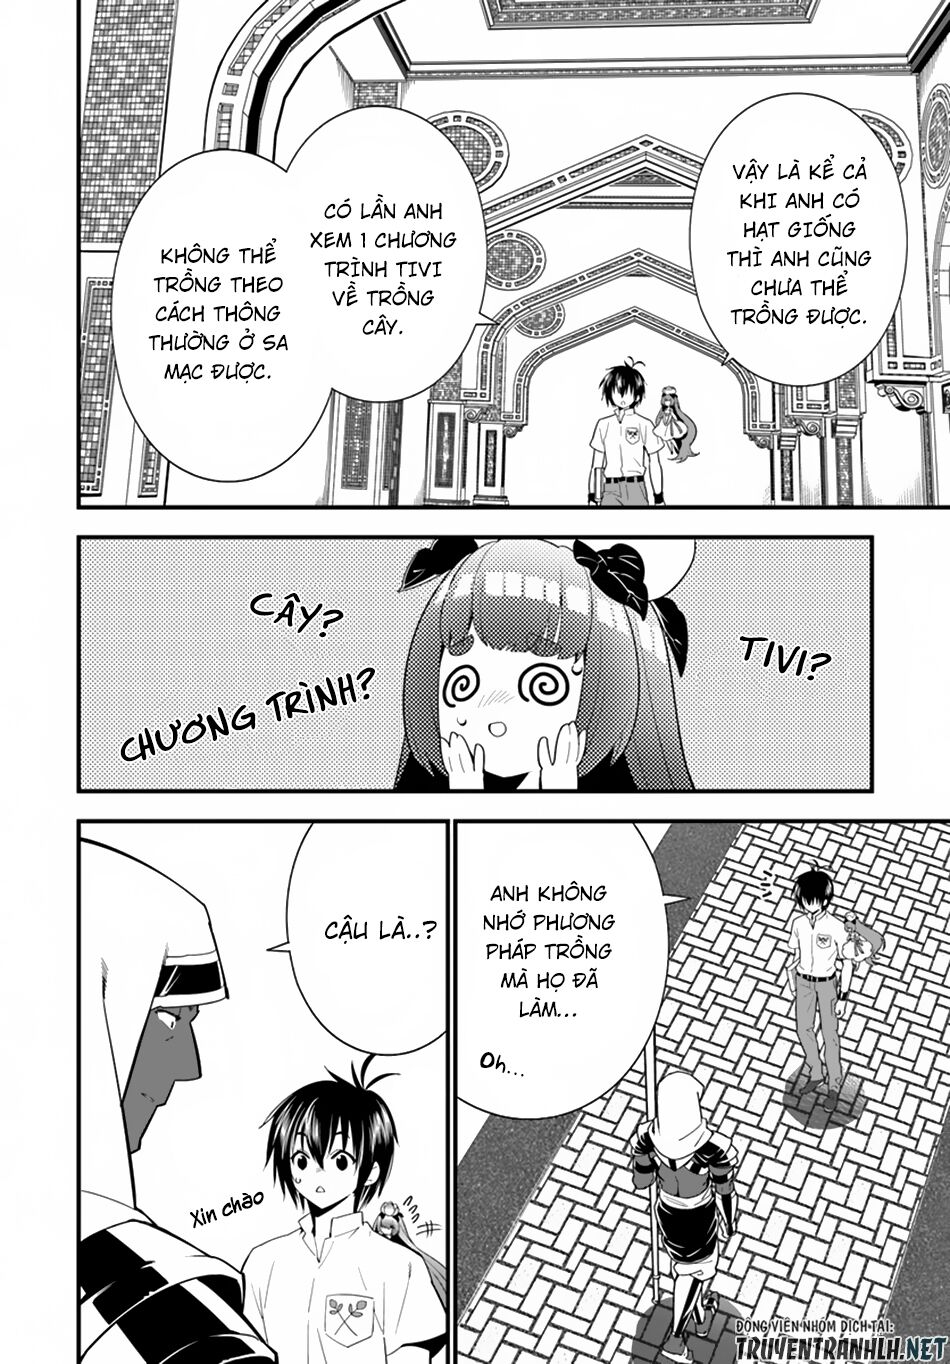 VẬY LÀ KỂ CẢ
KHI ANH CÓ
HẠT GIỐNG
THÌ ANH CŨNG
CHƯA THỂ
TRỒNG ĐƯỢC.
CÓ LẦN ANH
XEM 1 CHƯƠNG
TRÌNH TIVI
VỀ TRỒNG
CÂY.
KHÔNG THỂ
TRỒNG THEO
CÁCH THÔNG
THƯỜNG Ở SA
MẠC ĐƯỢC.
TIVI?
CÂY?
CHƯƠNG TRÌNH?
ANH KHÔNG
NHỚ PHƯƠNG
PHÁP TRỒNG
MÀ HỌ ĐÃ
LÀM...
Oh...
CẬU LÀ..?
Xin chào
ĐỘNG VIÊN NHÓM DỊCH TẠI:
TRUYENTRANHLH.NET